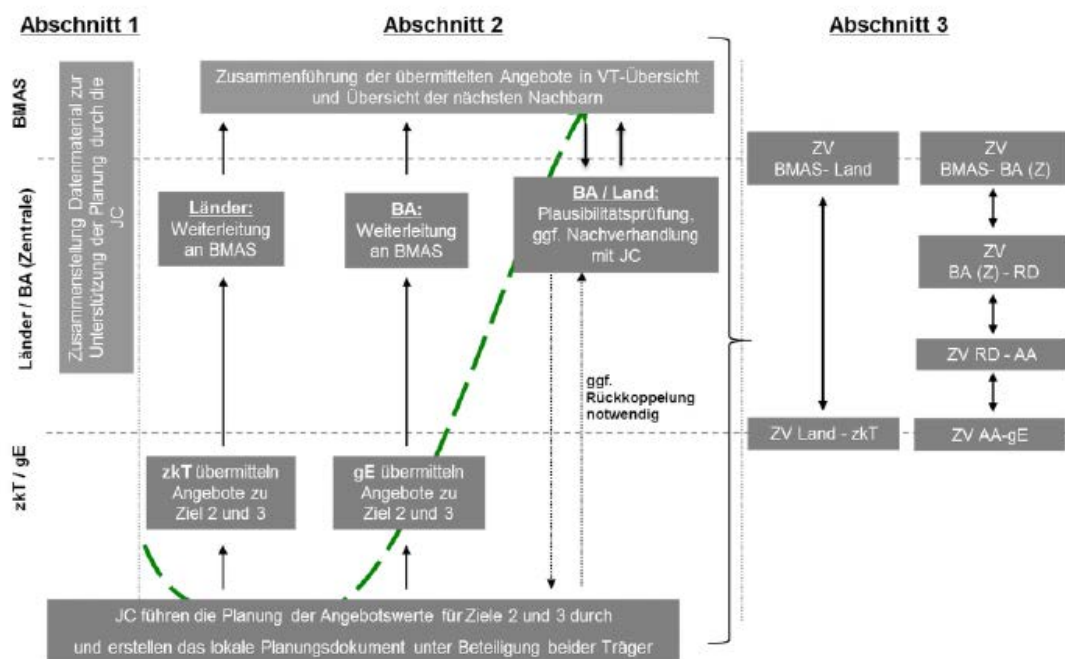 Abschnitt 1
Abschnitt 2
Abschnitt 3
BMAS
Länder / BA (Zentrale)
zkT / gE
Zusammenstellung Datenmaterial zur
Unterstützung der Planung durch die
JC
Zusammenführung der übermittelten Angebote in VT-Übersicht
und Übersicht der nächsten Nachbarn
Länder:
Weiterleitung
an BMAS
BA:
Weiterleitung
an BMAS
BA / Land:
Plausibilitätsprüfung,
ggf. Nachverhandlung
mit JC
ggf.
Rückkoppelung
notwendig
zkT übermitteln
Angebote zu
Ziel 2 und 3
gE übermitteln
Angebote zu
Ziel 2 und 3
JC führen die Planung der Angebotswerte für Ziele 2 und 3 durch
und erstellen das lokale Planungsdokument unter Beteiligung beider Träger
ZV
BMAS- Land
ZV Land - zkT
ZV
BMAS- BA (Z)
ZV
BA (Z) - RD
ZV RD - AA
ZV AA-gE